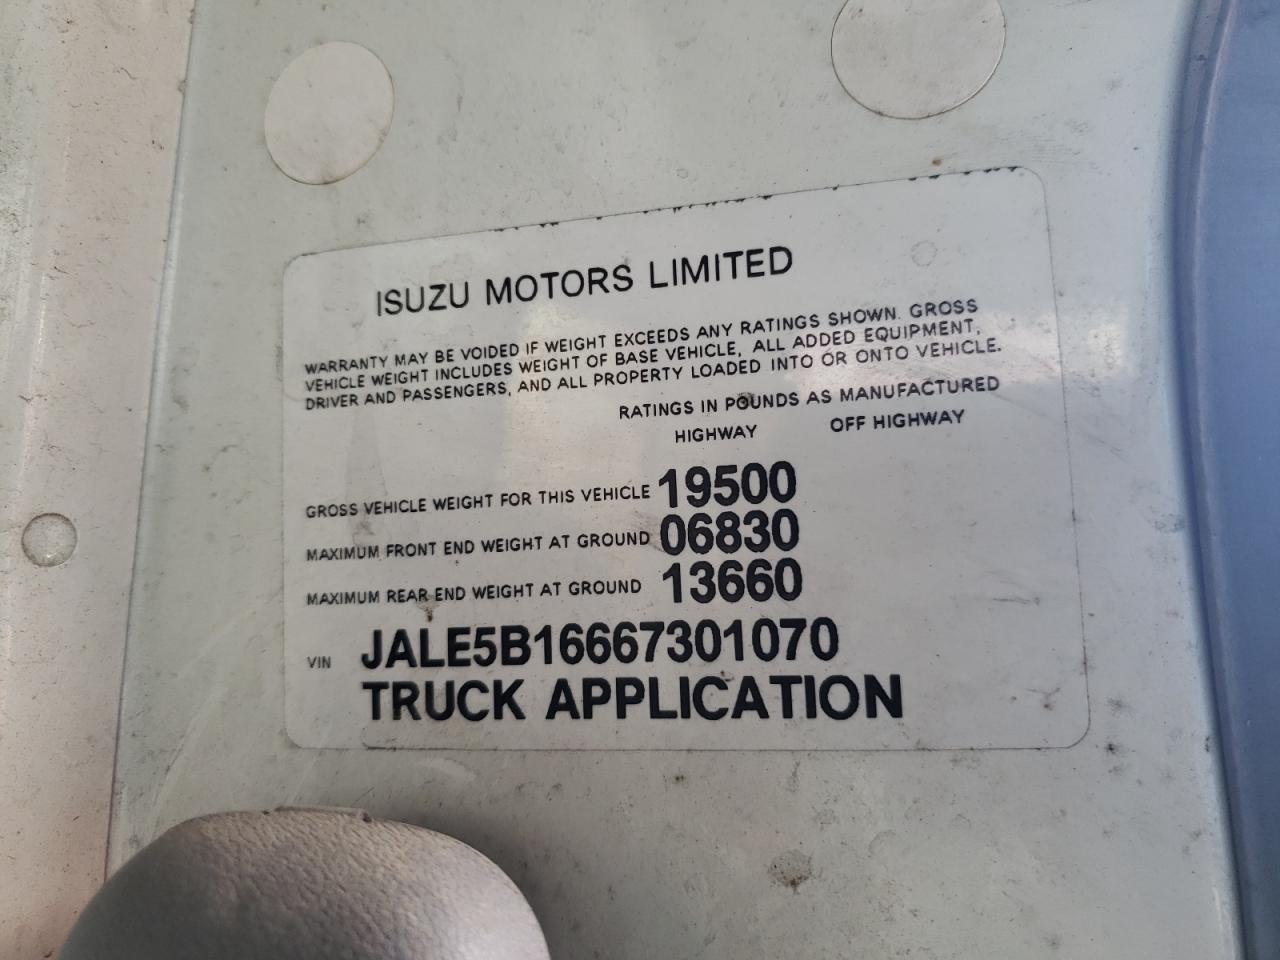 ISUZU MOTORS LIMITED
WARRANTY MAY BE VOIDED IF WEIGHT EXCEEDS ANY RATINGS SHOWN. GROSS
VEHICLE WEIGHT INCLUDES WEIGHT OF BASE VEHICLE, ALL ADDED EQUIPMENT,
DRIVER AND PASSENGERS, AND ALL PROPERTY LOADED INTO OR ONTO VEHICLE.
RATINGS IN POUNDS AS MANUFACTURED
HIGHWAY OFF HIGHWAY
GROSS VEHICLE WEIGHT FOR THIS VEHICLE 19500
MAXIMUM FRONT END WEIGHT AT GROUND 06830
MAXIMUM REAR END WEIGHT AT GROUND 13660
VIN JALE5B16667301070
TRUCK APPLICATION